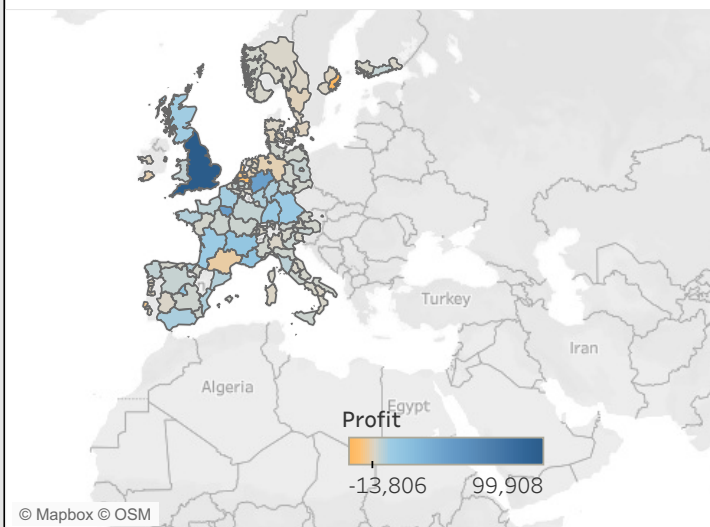 Turkey
Iran
Algeria
Egypt
Profit
-13,806 99,908
© Mapbox © OSM